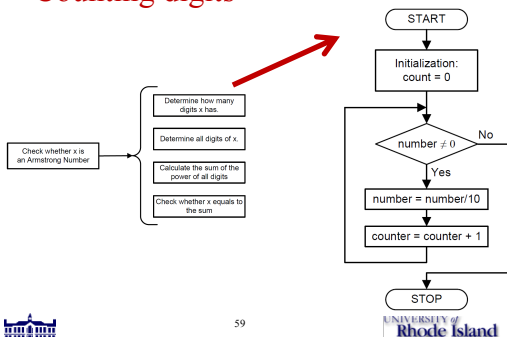 Counting digits
Check whether x is
an Armstrong Number
Determine how many
digits x has.
Determine all digits of x.
Calculate the sum of the
power of all digits
Check whether x equals to
the sum
START
Initialization:
count = 0
number ≠ 0
No
Yes
number = number/10
counter = counter + 1
STOP
59
UNIVERSITY of
Rhode Island